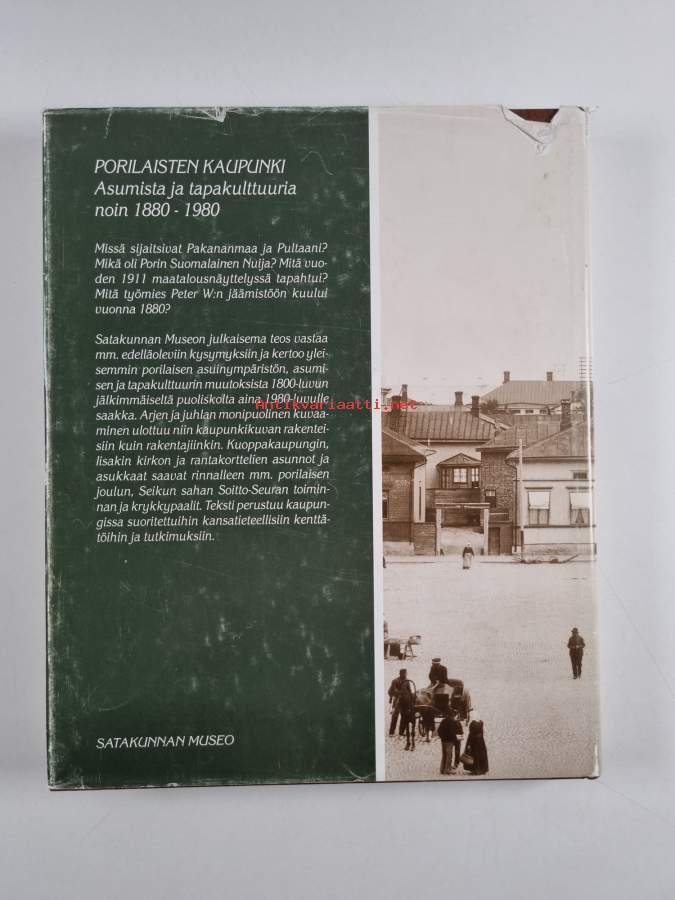 PORILAISTEN KAUPUNKI
Asumista ja tapakulttuuria
noin 1880 - 1980
Missä sijaitsivat Pakananmaa ja Pultaani?
Mikä oli Porin Suomalainen Nuija? Mitä vuo-
den 1911 maatalousnäyttelyssä tapahtui?
Mitä työmies Peter W:n jäämistöön kuului
vuonna 1880?
Satakunnan Museon julkaisema teos vastaa
mm. edelläoleviin kysymyksiin ja kertoo ylei-
semmin porilaisen asuinympäristön, asumi-
sen ja tapakulttuurin muutoksista 1800-luvun
jälkimmäiseltä puoliskolta aina 1980-luvulle
saakka. Arjen ja juhlan monipuolinen kuvaa-
minen ulottuu niin kaupunkikuvan rakentei-
siin kuin rakentajiinkin. Kuoppakaupungin,
Iisakin kirkon ja rantakorttelien asunnot ja
asukkaat saavat rinnalleen mm. porilaisen
joulun, Seikun sahan Soitto-Seuran toimin-
nan ja krykkypaalit. Teksti perustuu kaupun-
gissa suoritettuihin kansatieteellisiin kenttä-
töihin ja tutkimuksiin.
Antikvariaatti.net
SATAKUNNAN MUSEO